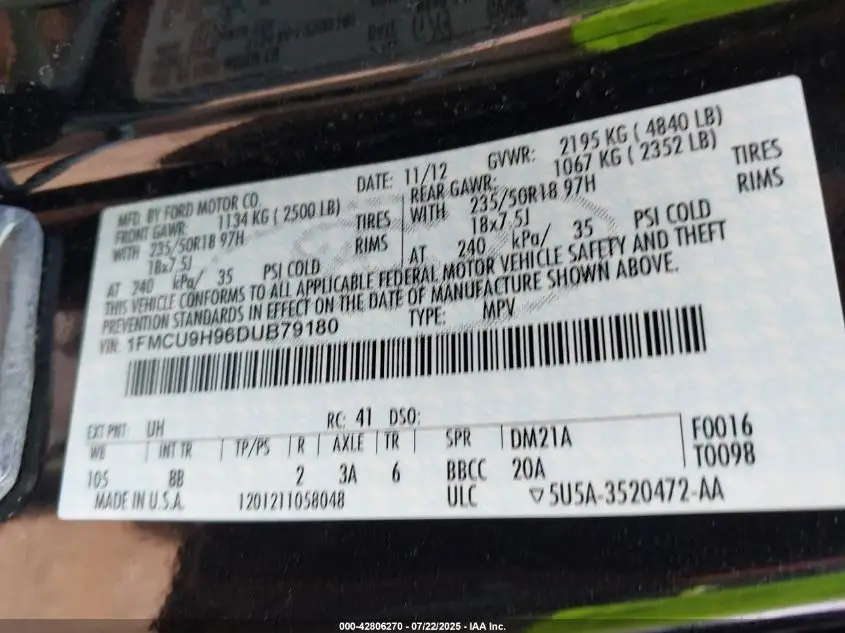 MFD. BY FORD MOTOR CO.
DATE: 11/12 GVWR: 2195 KG ( 4840 LB)
FRONT GAWR: 1134 KG ( 2500 LB) REAR GAWR: 1067 KG ( 2352 LB)
WITH 235/50R18 97H TIRES WITH 235/50R18 97H TIRES
18x7.5J RIMS 18x7.5J RIMS
AT 240 kPa/ 35 PSI COLD AT 240 kPa/ 35 PSI COLD
THIS VEHICLE CONFORMS TO ALL APPLICABLE FEDERAL MOTOR VEHICLE SAFETY AND THEFT
PREVENTION STANDARDS IN EFFECT ON THE DATE OF MANUFACTURE SHOWN ABOVE.
VIN: 1FMCU9H96DUB79180 TYPE: MPV
EXT PNT: UH RC: 41 DSO:
WB INT TR TP/PS R AXLE TR SPR DM21A F0016
105 BB 2 3A 6 BBCC 20A T0098
MADE IN U.S.A. 1201211058048 ULC ▽5U5A-3520472-AA
000-42806270 - 07/22/2025 - IAA Inc.